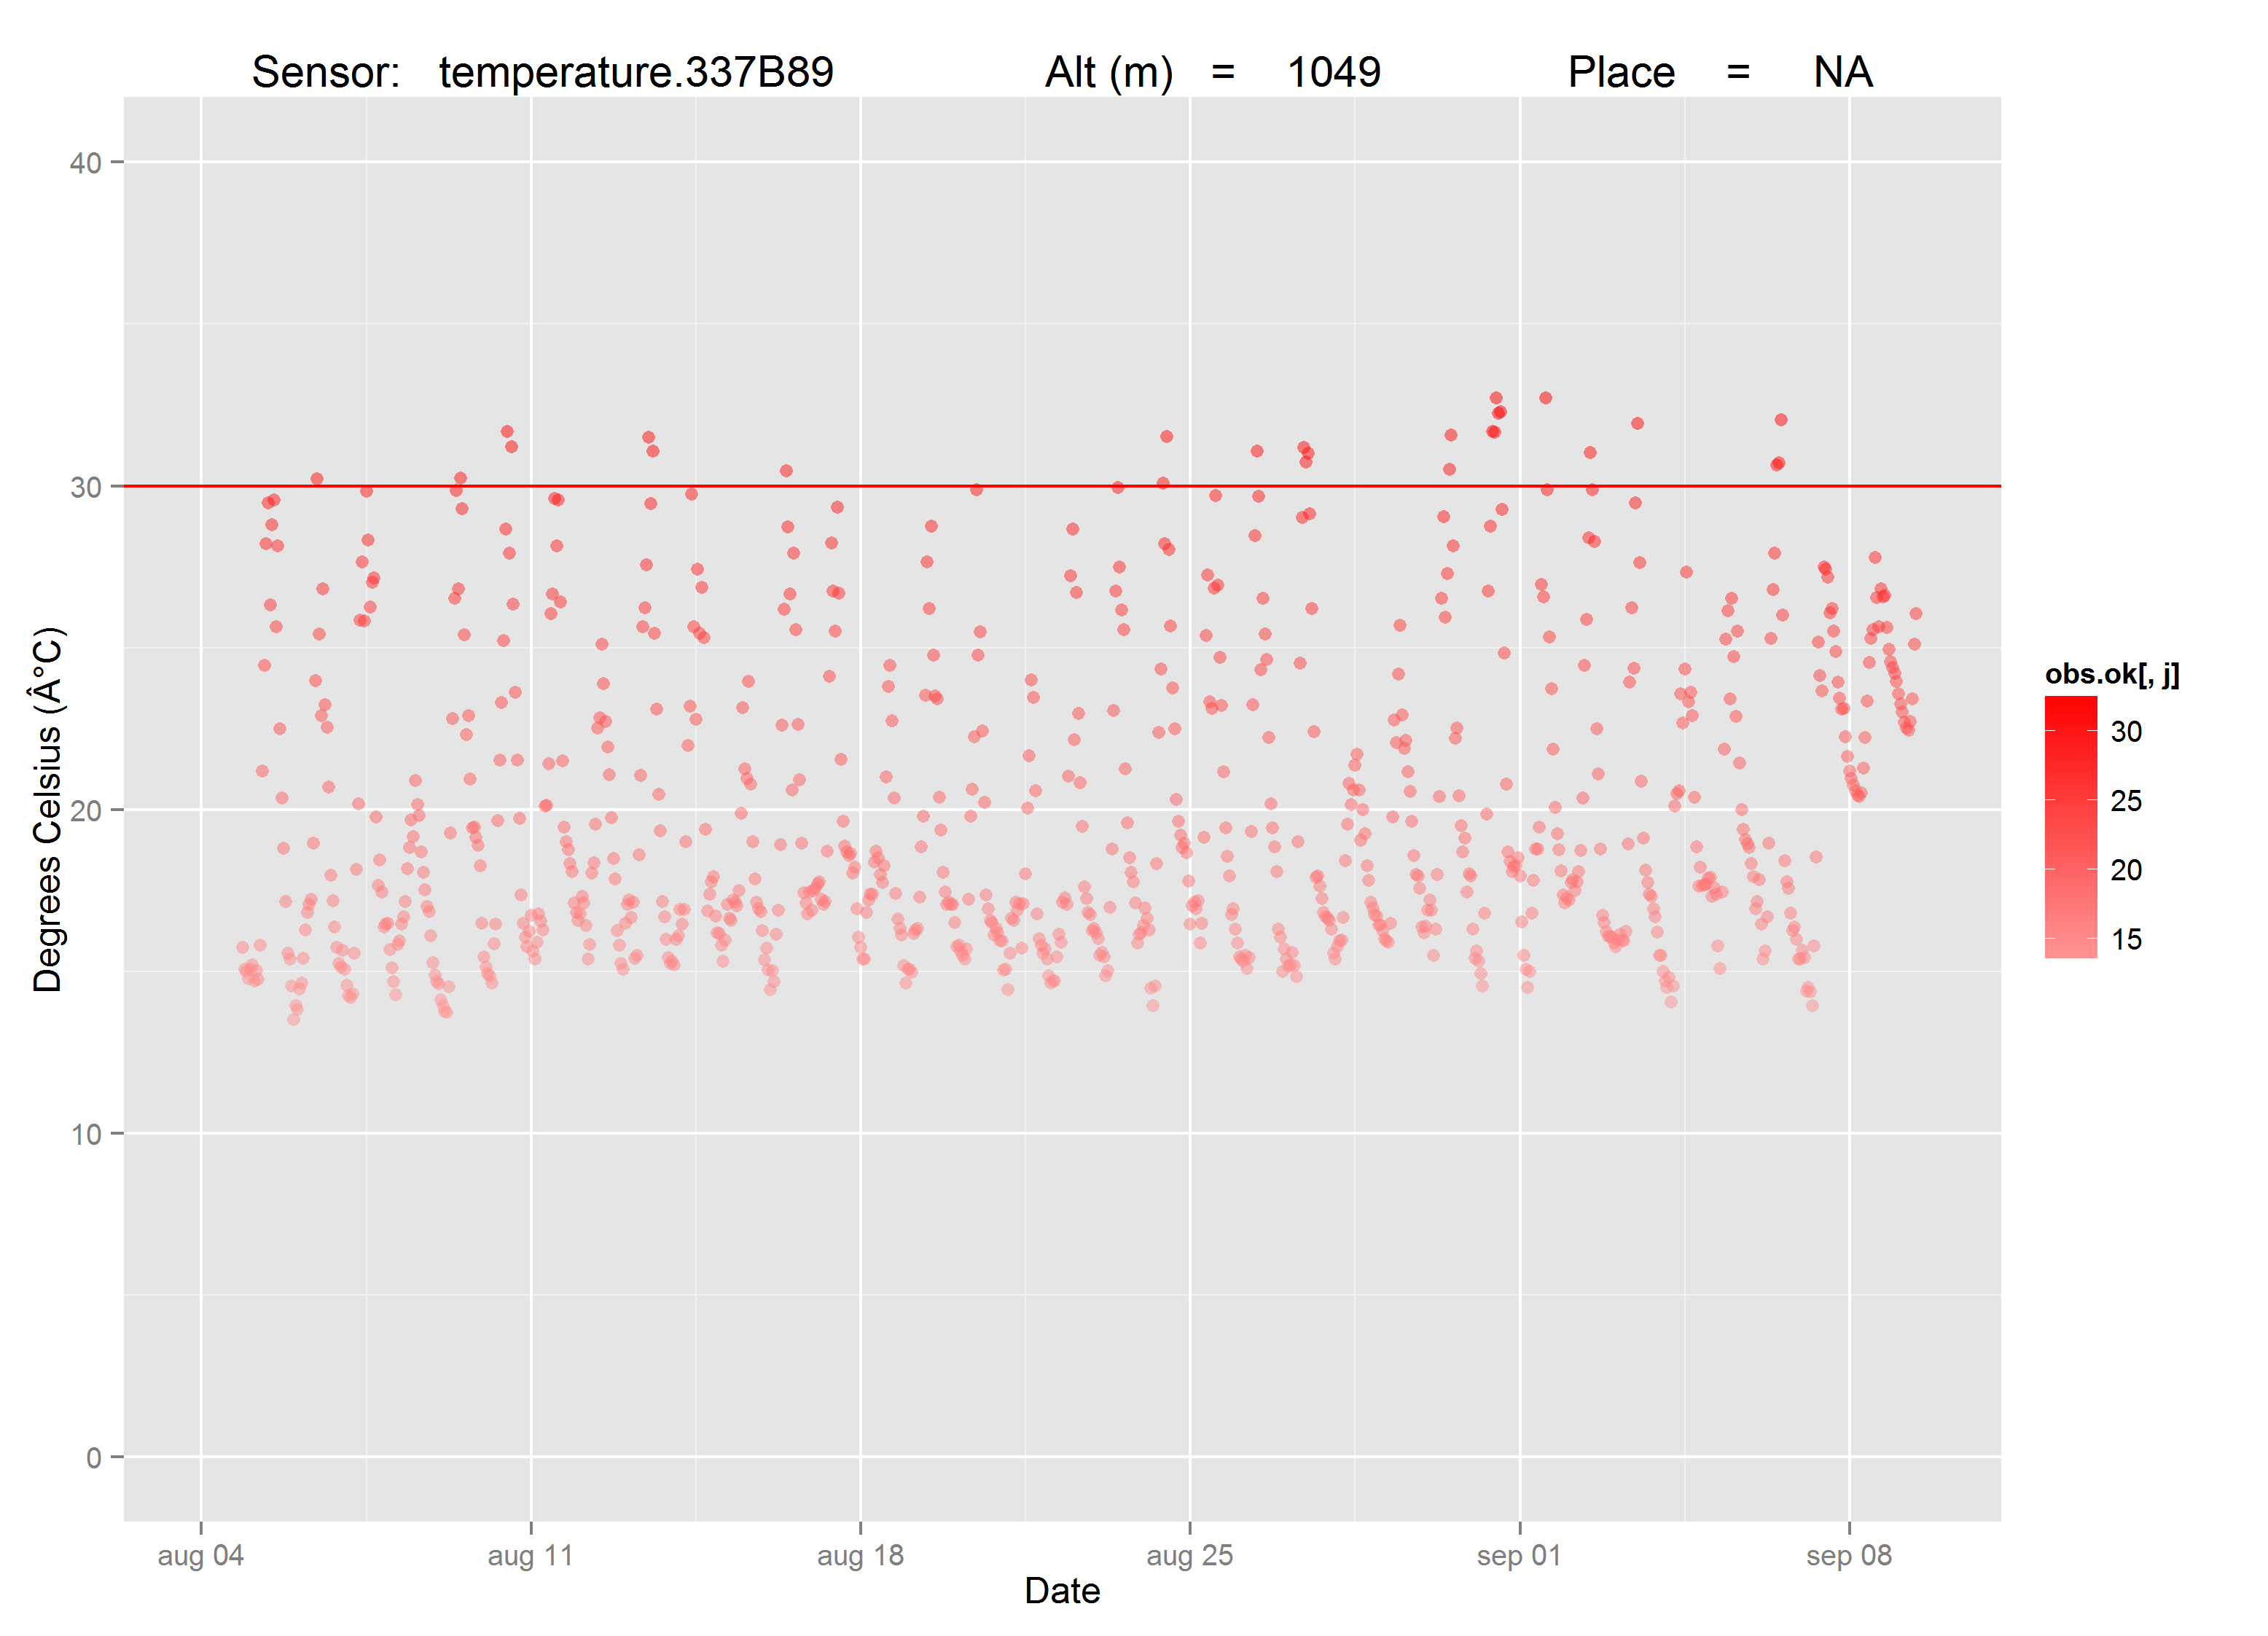 Sensor: temperature.337B89 Alt (m) = 1049 Place = NA
40
30
20
10
0
Degrees Celsius (Â°C)
aug 04 aug 11 aug 18 aug 25 sep 01 sep 08
Date
obs.ok[, j]
30
25
20
15